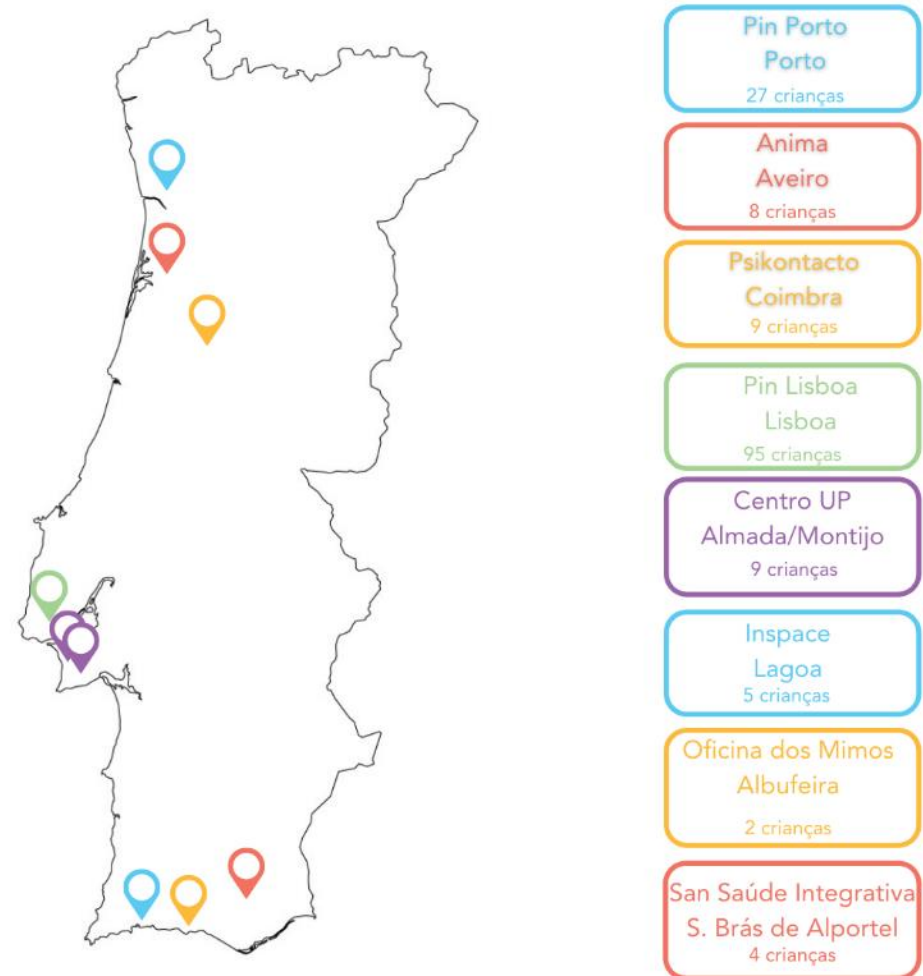 Pin Porto
Porto
27 crianças
Anima
Aveiro
8 crianças
Psikontacto
Coimbra
9 crianças
Pin Lisboa
Lisboa
95 crianças
Centro UP
Almada/Montijo
9 crianças
Inspace
Lagoa
5 crianças
Oficina dos Mimos
Albufeira
2 crianças
San Saúde Integrativa
S. Brás de Alportel
4 crianças